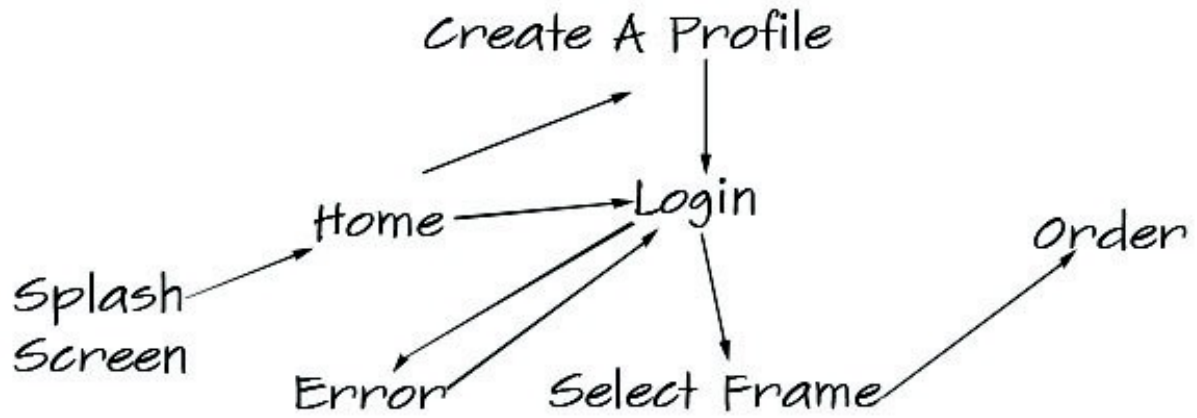 Create A Profile
Login
Home
Order
Splash
Screen
Error
Select Frame